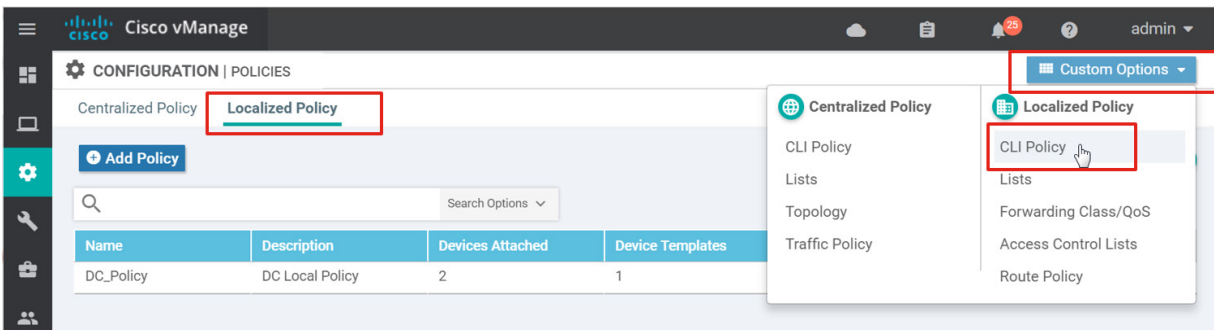 CISCO Cisco vManage 25 admin
CONFIGURATION | POLICIES Custom Options
Centralized Policy Localized Policy
Add Policy
Search Options
Name Description Devices Attached Device Templates
DC_Policy DC Local Policy 2 1
Centralized Policy
CLI Policy
Lists
Topology
Traffic Policy
Localized Policy
CLI Policy
Lists
Forwarding Class/QoS
Access Control Lists
Route Policy